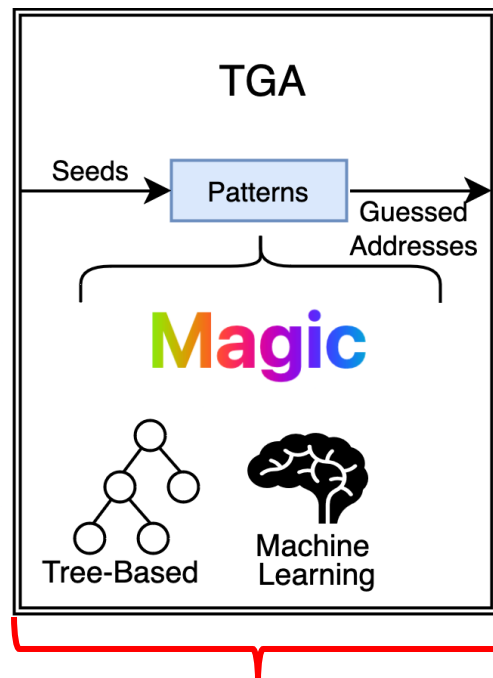 TGA
Seeds
Patterns
Guessed
Addresses
Magic
Tree-Based
Machine
Learning